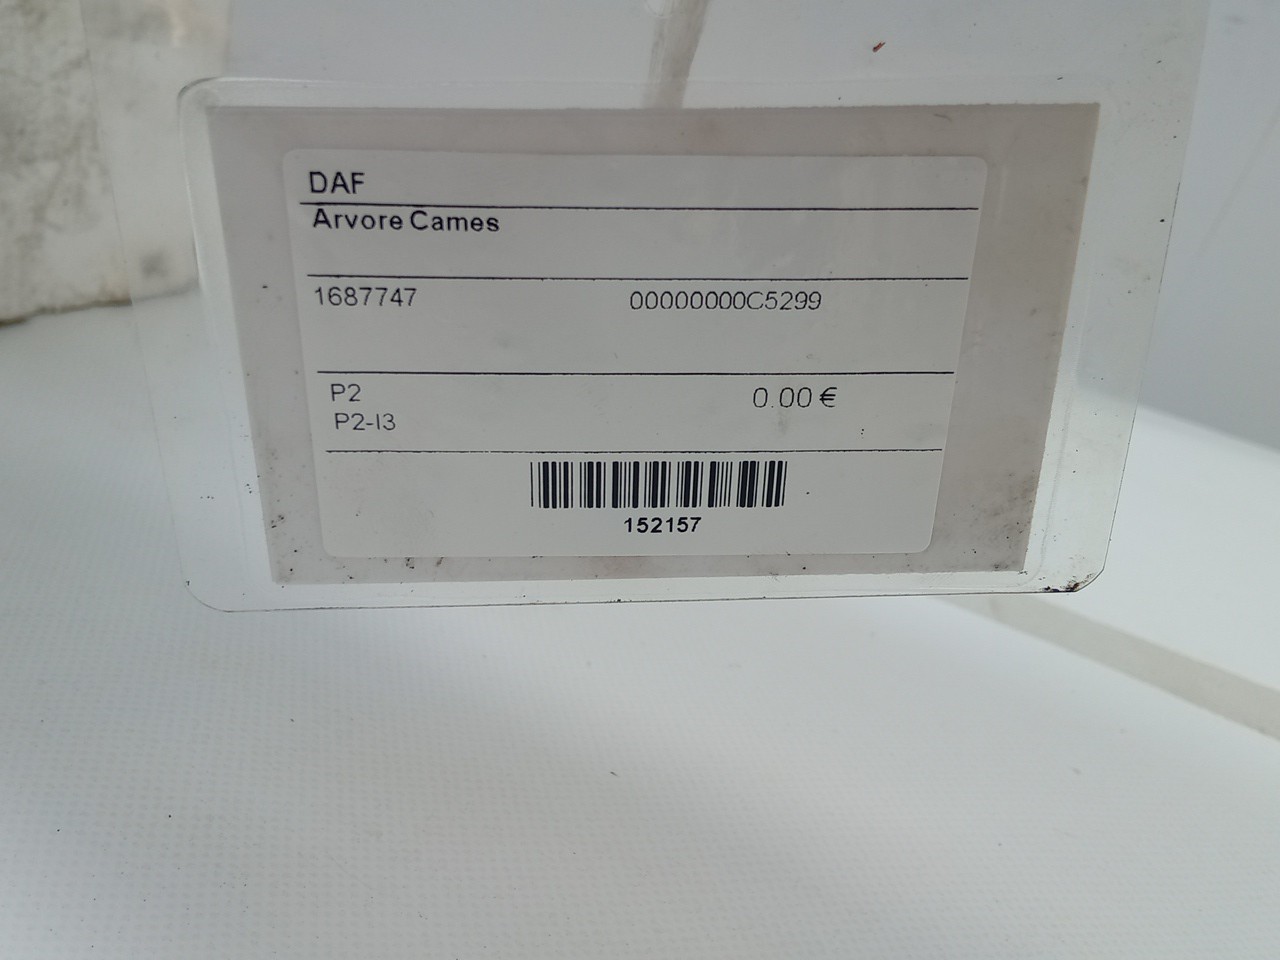 DAF
Arvore Cames
1687747 00000000C5299
P2 0.00 €
P2-I3
152157